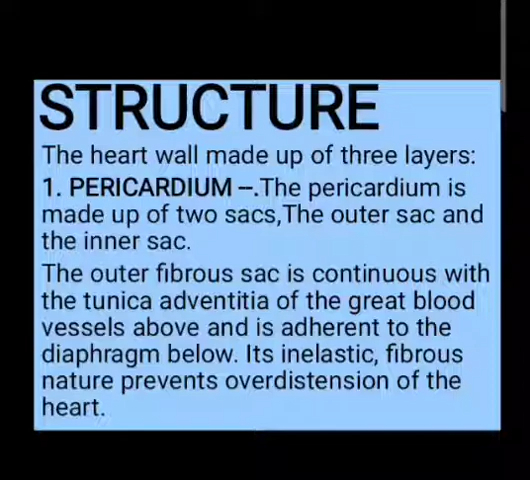 STRUCTURE
The heart wall made up of three layers:
1. PERICARDIUM –.The pericardium is
made up of two sacs,The outer sac and
the inner sac.
The outer fibrous sac is continuous with
the tunica adventitia of the great blood
vessels above and is adherent to the
diaphragm below. Its inelastic, fibrous
nature prevents overdistension of the
heart.